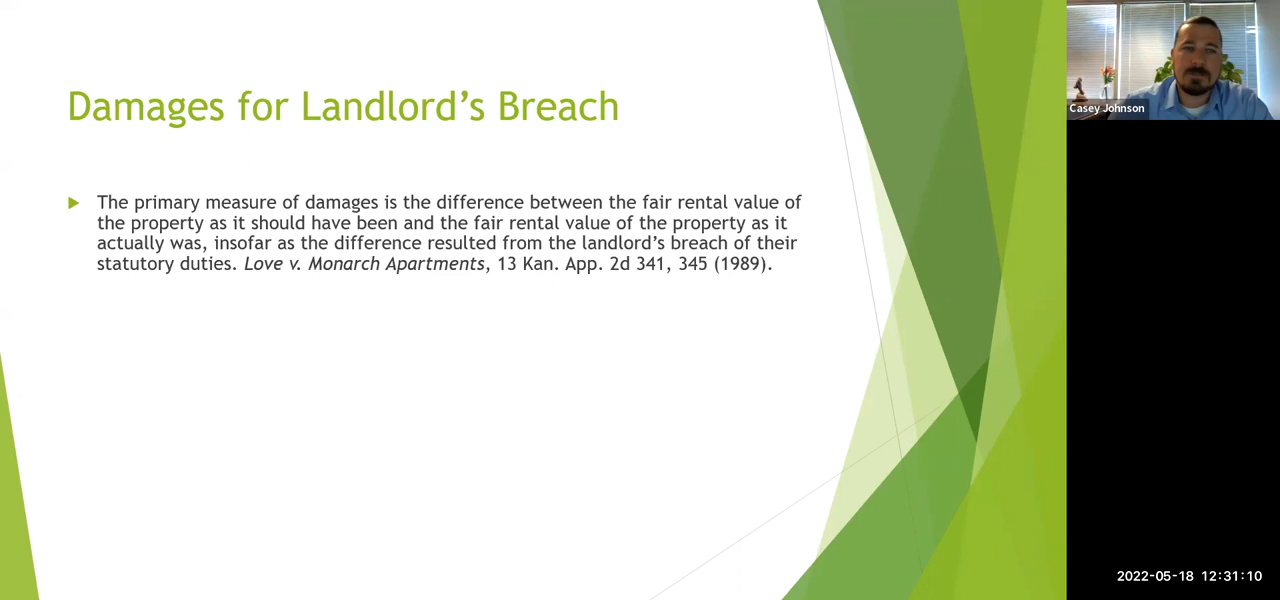 Damages for Landlord’s Breach
The primary measure of damages is the difference between the fair rental value of
the property as it should have been and the fair rental value of the property as it
actually was, insofar as the difference resulted from the landlord’s breach of their
statutory duties. Love v. Monarch Apartments, 13 Kan. App. 2d 341, 345 (1989).
Casey Johnson
2022-05-18 12:31:10